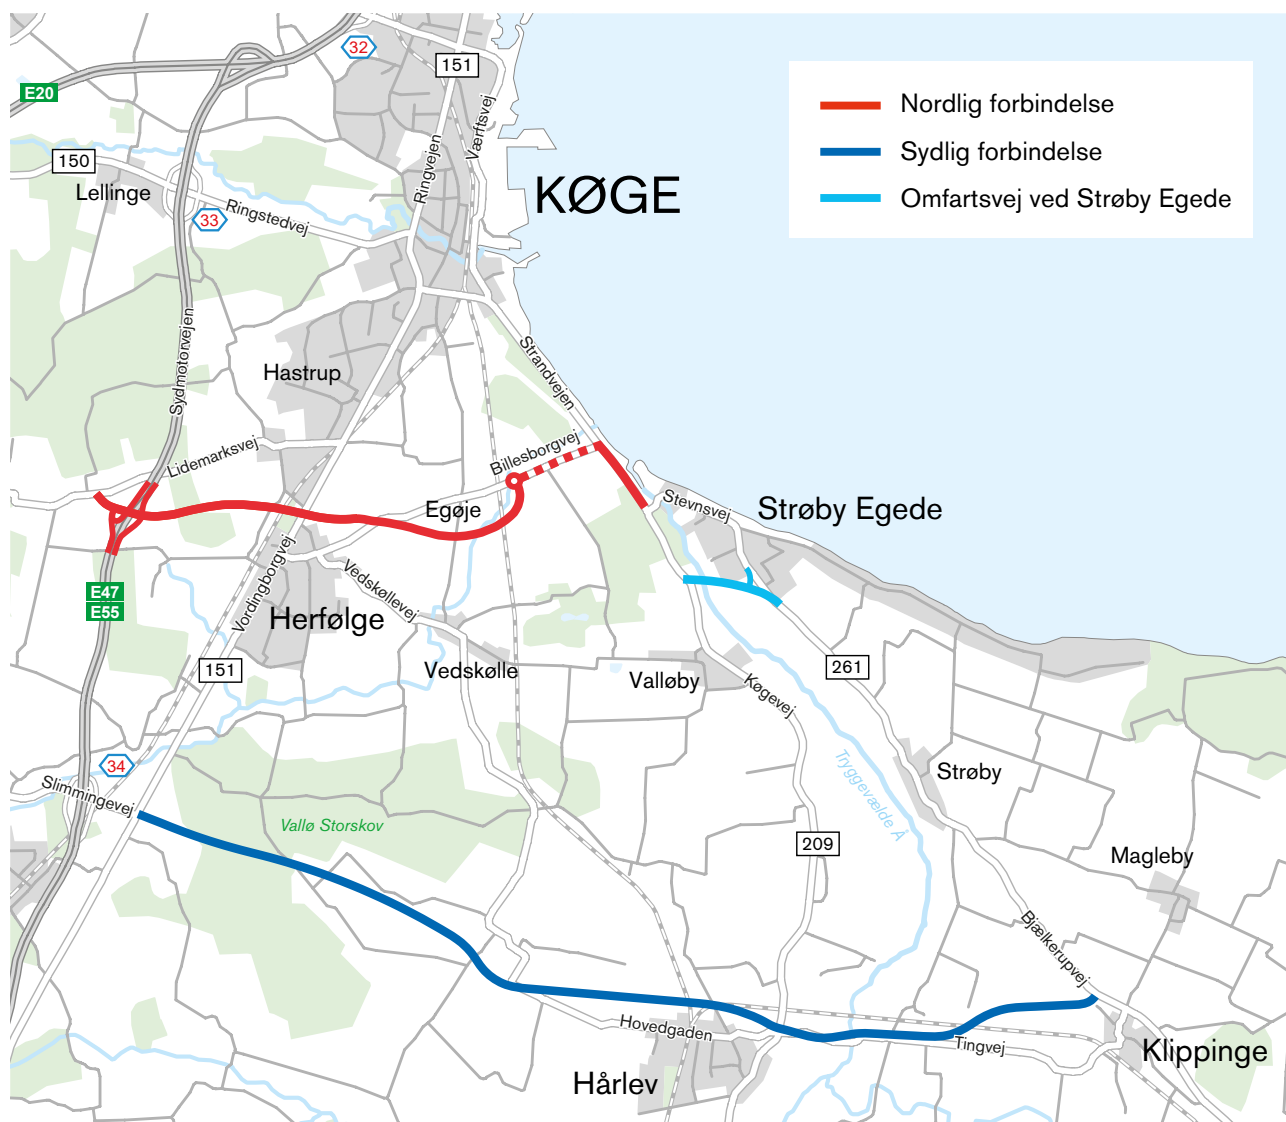 32
151
E20
Nordlig forbindelse
Sydlig forbindelse
Omfartsvej ved Strøby Egede
Værftsvej
Ringvejen
150
Lellinge
33
Ringstedvej
KØGE
Sydmotorvejen
Hastrup
Strandvejen
Lidemarksvej
Billesborgvej
Egøje
Stevnsvej
Strøby Egede
E47
E55
Vordingborgvej
Vedskøllevej
Herfølge
151
Vedskølle
Valløby
Køgevej
261
34
Slimmingevej
Strøby
Tryggevælde Å
Vallø Storskov
209
Magleby
Bjælkerupvej
Hovedgaden
Tingvej
Klippinge
Hårlev